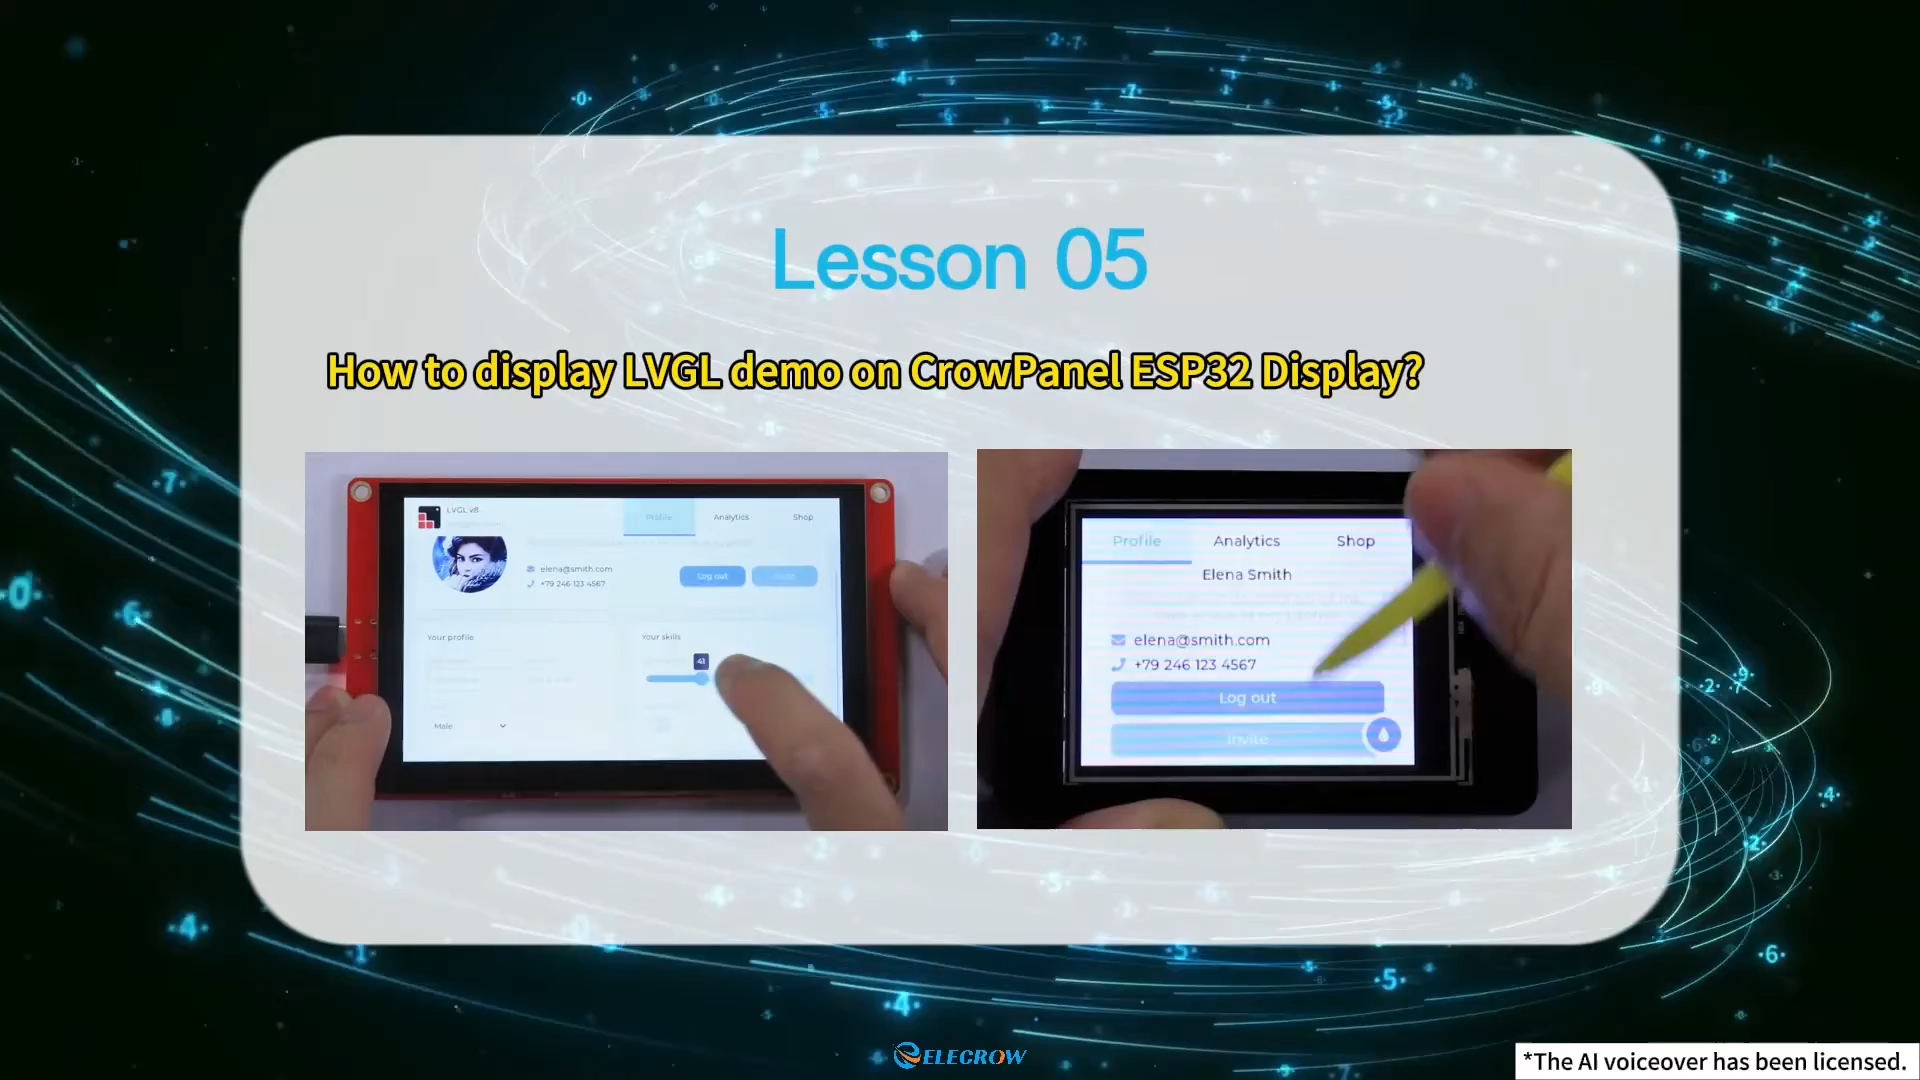 Lesson 05
How to display LVGL demo on CrowPanel ESP32 Display?
LVGL v8
Profile
Analytics
Shop
elena@smith.com
+79 246 123 4567
Log out
Invite
Your profile
Your skills
41
Male
Profile
Analytics
Shop
Elena Smith
elena@smith.com
+79 246 123 4567
Log out
Invite
ELECROW
*The AI voiceover has been licensed.